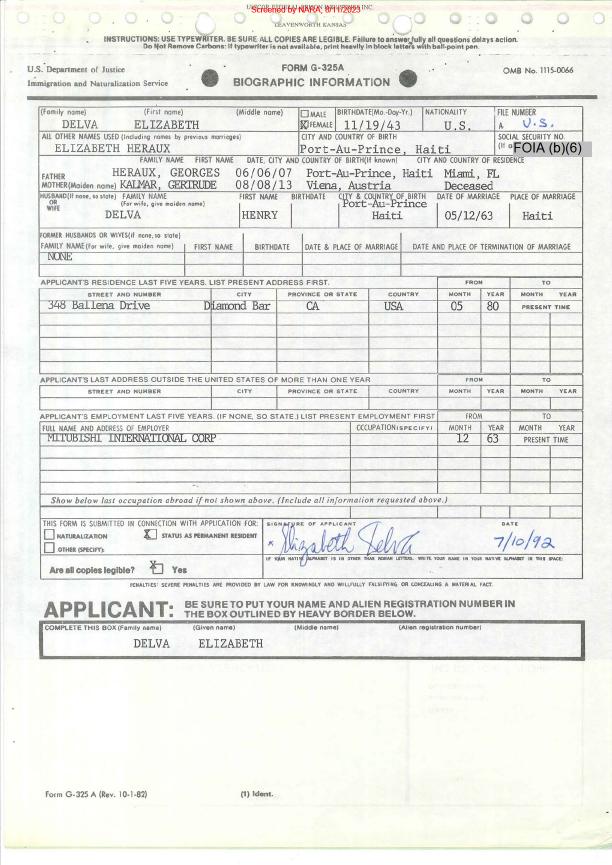 Screened by NARA, 8/11/2023
LEAVENWORTH KANSAS
INSTRUCTIONS: USE TYPEWRITER. BE SURE ALL COPIES ARE LEGIBLE. Failure to answer fully all questions delays action.
Do Not Remove Carbons: If typewriter is not available, print heavily in block letters with ball-point pen.
U.S. Department of Justice
Immigration and Naturalization Service
FORM G-325A
BIOGRAPHIC INFORMATION
OMB No. 1115-0066
(Family name) (First name) (Middle name) MALE BIRTHDATE(Mo.-Day-Yr.) NATIONALITY FILE NUMBER
DELVA ELIZABETH X FEMALE 11/19/43 U.S. A U.S.
ALL OTHER NAMES USED (Including names by previous marriages) CITY AND COUNTRY OF BIRTH SOCIAL SECURITY NO.
ELIZABETH HERAUX Port-Au-Prince, Haiti FOIA (b)(6)
FAMILY NAME FIRST NAME DATE, CITY AND COUNTRY OF BIRTH(If known) CITY AND COUNTRY OF RESIDENCE
FATHER HERAUX, GEORGES 06/06/07 Port-Au-Prince, Haiti Miami, FL
MOTHER(Maiden name) KALMAR, GERTRUDE 08/08/13 Viena, Austria Deceased
HUSBAND(If none, so state) OR WIFE FAMILY NAME (For wife, give maiden name) FIRST NAME BIRTHDATE CITY & COUNTRY OF BIRTH DATE OF MARRIAGE PLACE OF MARRIAGE
DELVA HENRY Port-Au-Prince Haiti 05/12/63 Haiti
FORMER HUSBANDS OR WIVES(if none, so state)
FAMILY NAME (For wife, give maiden name) FIRST NAME BIRTHDATE DATE & PLACE OF MARRIAGE DATE AND PLACE OF TERMINATION OF MARRIAGE
NONE
APPLICANT'S RESIDENCE LAST FIVE YEARS. LIST PRESENT ADDRESS FIRST. FROM TO
STREET AND NUMBER CITY PROVINCE OR STATE COUNTRY MONTH YEAR MONTH YEAR
348 Ballena Drive Diamond Bar CA USA 05 80 PRESENT TIME
APPLICANT'S LAST ADDRESS OUTSIDE THE UNITED STATES OF MORE THAN ONE YEAR FROM TO
STREET AND NUMBER CITY PROVINCE OR STATE COUNTRY MONTH YEAR MONTH YEAR
APPLICANT'S EMPLOYMENT LAST FIVE YEARS. (IF NONE, SO STATE.) LIST PRESENT EMPLOYMENT FIRST FROM TO
FULL NAME AND ADDRESS OF EMPLOYER OCCUPATION(SPECIFY) MONTH YEAR MONTH YEAR
MITUBISHI INTERNATIONAL CORP 12 63 PRESENT TIME
Show below last occupation abroad if not shown above. (Include all information requested above.)
THIS FORM IS SUBMITTED IN CONNECTION WITH APPLICATION FOR: SIGNATURE OF APPLICANT DATE
NATURALIZATION X STATUS AS PERMANENT RESIDENT
OTHER (SPECIFY): x Elizabeth Delva 7/10/92
IF YOUR NATIVE ALPHABET IS IN OTHER THAN ROMAN LETTERS, WRITE YOUR NAME IN YOUR NATIVE ALPHABET IN THIS SPACE:
Are all copies legible? X Yes
PENALTIES: SEVERE PENALTIES ARE PROVIDED BY LAW FOR KNOWINGLY AND WILLFULLY FALSIFYING OR CONCEALING A MATERIAL FACT.
APPLICANT: BE SURE TO PUT YOUR NAME AND ALIEN REGISTRATION NUMBER IN
THE BOX OUTLINED BY HEAVY BORDER BELOW.
COMPLETE THIS BOX (Family name) (Given name) (Middle name) (Alien registration number)
DELVA ELIZABETH
Form G-325 A (Rev. 10-1-82) (1) Ident.